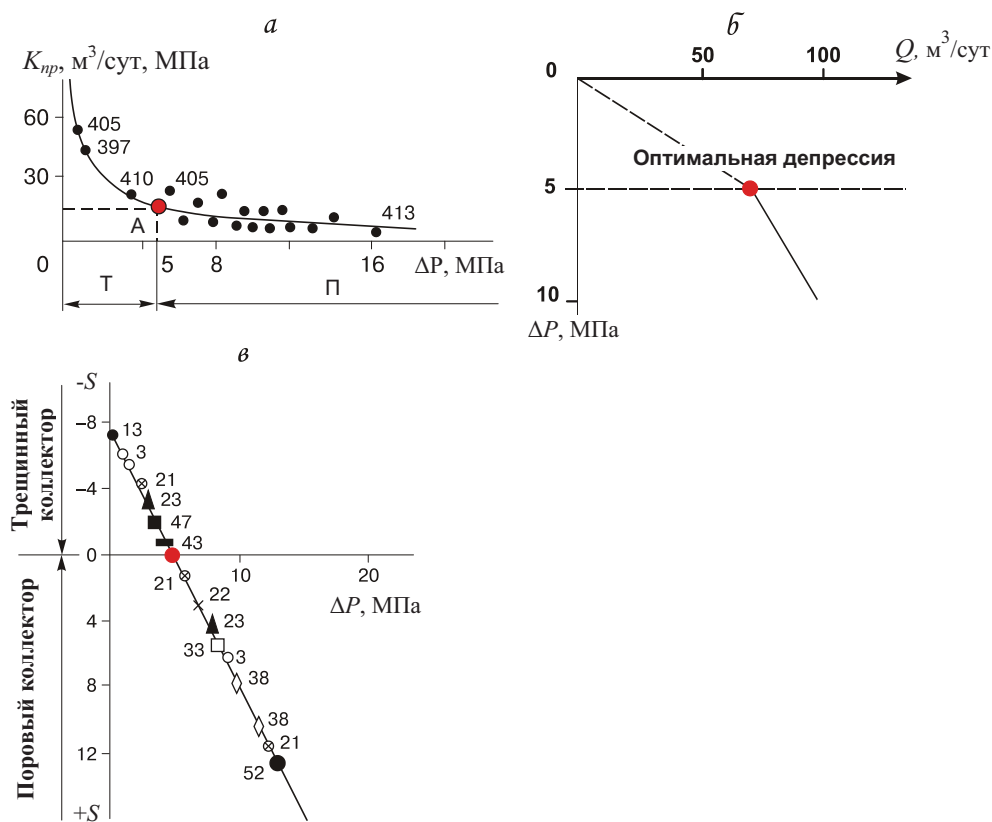 а
Kпр, м3/сут, МПа
60
30
405
397
410
405
413
А
0
5
8
16
ΔP, МПа
Т
П
б
50
100
Q, м3/сут
0
Оптимальная депрессия
5
10
ΔP, МПа
в
-S
Трещинный
коллектор
Поровый коллектор
−8
−4
0
4
8
12
+S
13
3
21
23
47
43
10
20
ΔP, МПа
21
22
23
33
3
38
38
21
52